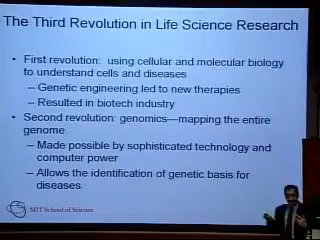 The Third Revolution in Life Science Research
• First revolution: using cellular and molecular biology
to understand cells and diseases
– Genetic engineering led to new therapies
– Resulted in biotech industry
• Second revolution: genomics—mapping the entire
genome
– Made possible by sophisticated technology and
computer power
– Allows the identification of genetic basis for
diseases
MIT School of Science